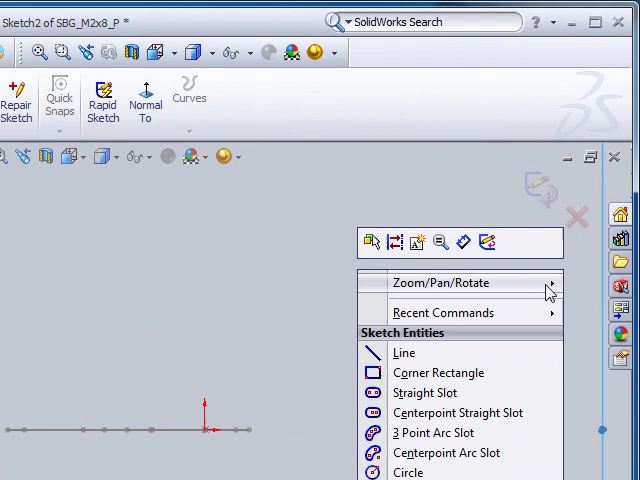 Sketch2 of SBG_M2x8_P *
SolidWorks Search
?
Repair Sketch
Quick Snaps
Rapid Sketch
Normal To
Curves
Zoom/Pan/Rotate
Recent Commands
Sketch Entities
Line
Corner Rectangle
Straight Slot
Centerpoint Straight Slot
3 Point Arc Slot
Centerpoint Arc Slot
Circle